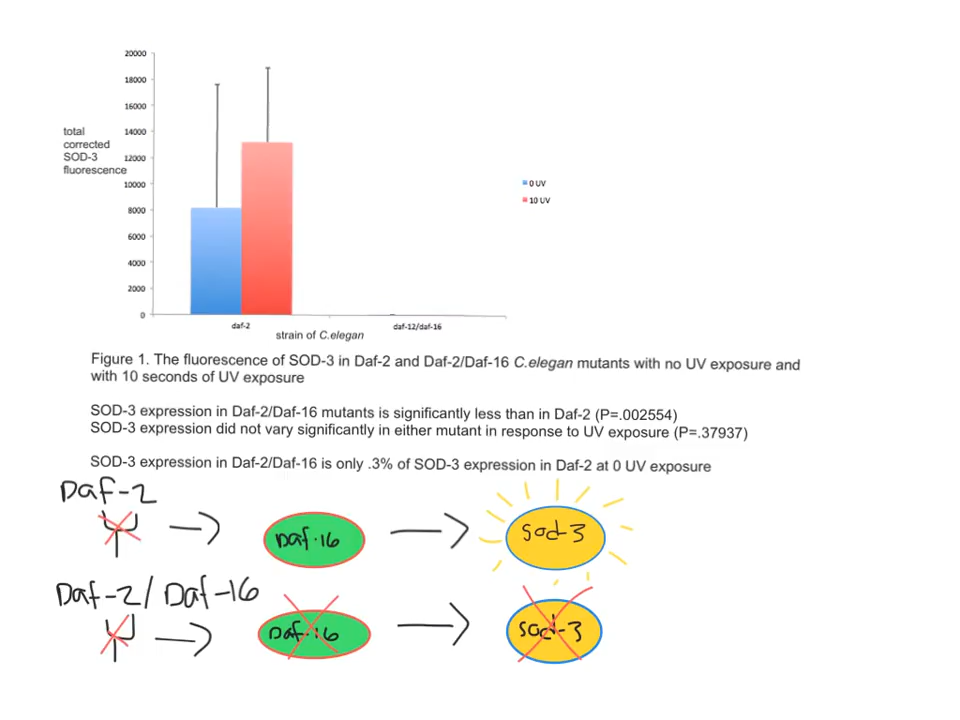 20000
18000
16000
14000
12000
10000
8000
6000
4000
2000
0
total
corrected
SOD-3
fluorescence
0 UV
10 UV
daf-2
daf-12/daf-16
strain of C.elegan
Figure 1. The fluorescence of SOD-3 in Daf-2 and Daf-2/Daf-16 C.elegan mutants with no UV exposure and
with 10 seconds of UV exposure
SOD-3 expression in Daf-2/Daf-16 mutants is significantly less than in Daf-2 (P=.002554)
SOD-3 expression did not vary significantly in either mutant in response to UV exposure (P=.37937)
SOD-3 expression in Daf-2/Daf-16 is only .3% of SOD-3 expression in Daf-2 at 0 UV exposure
Daf-2
Daf-16
sod-3
Daf-2/Daf-16
Daf-16
sod-3